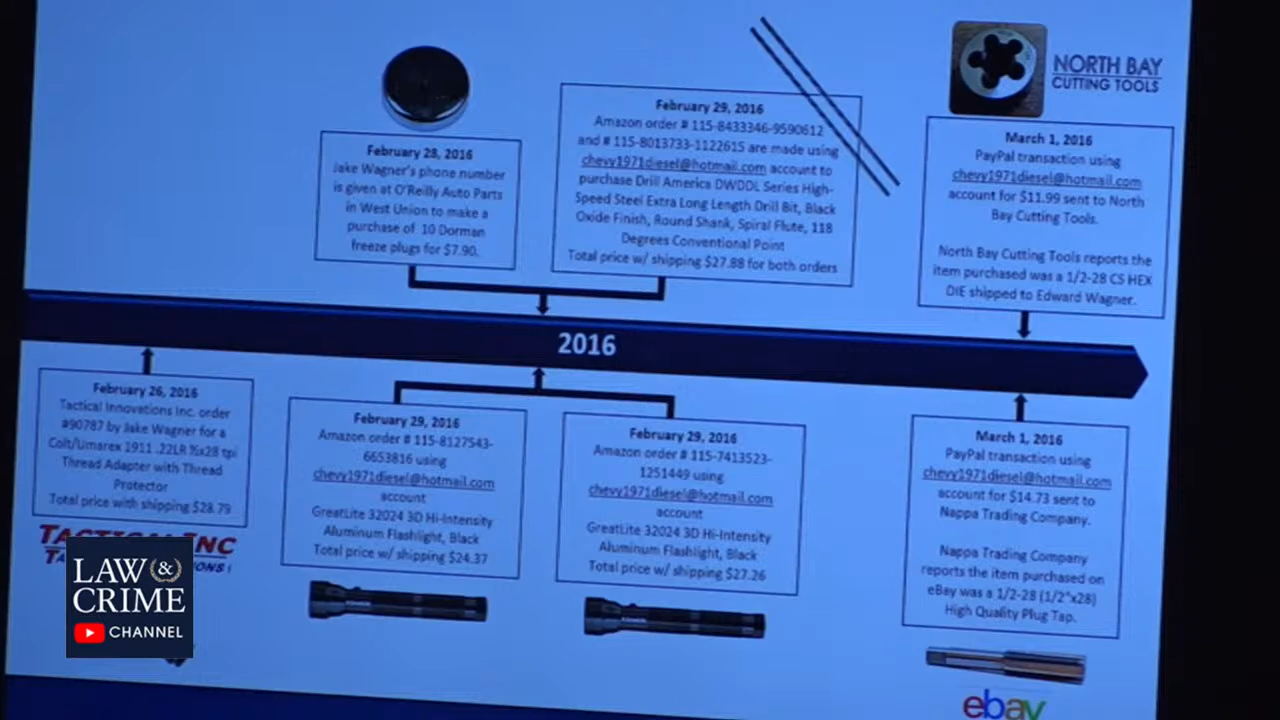 NORTH BAY
CUTTING TOOLS
February 28, 2016
Jake Wagner's phone number
is given at O'Reilly Auto Parts
in West Union to make a
purchase of 10 Dorman
freeze plugs for $7.90.
February 29, 2016
Amazon order # 115-8433346-9590612
and # 115-8013733-1122615 are made using
chevy1971diesel@hotmail.com account to
purchase Drill America DWDDL Series High-
Speed Steel Extra Long Length Drill Bit, Black
Oxide Finish, Round Shank, Spiral Flute, 118
Degrees Conventional Point
Total price w/ shipping $27.88 for both orders
March 1, 2016
PayPal transaction using
chevy1971diesel@hotmail.com
account for $11.99 sent to North
Bay Cutting Tools.
North Bay Cutting Tools reports the
item purchased was a 1/2-28 CS HEX
DIE shipped to Edward Wagner.
2016
February 26, 2016
Tactical Innovations Inc. order
#90787 by Jake Wagner for a
Colt/Umarex 1911 .22LR ½x28 tpi
Thread Adapter with Thread
Protector
Total price with shipping $28.79
February 29, 2016
Amazon order # 115-8127543-
6653816 using
chevy1971diesel@hotmail.com
account
GreatLite 32024 3D Hi-Intensity
Aluminum Flashlight, Black
Total price w/ shipping $24.37
February 29, 2016
Amazon order # 115-7413523-
1251449 using
chevy1971diesel@hotmail.com
account
GreatLite 32024 3D Hi-Intensity
Aluminum Flashlight, Black
Total price w/ shipping $27.26
March 1, 2016
PayPal transaction using
chevy1971diesel@hotmail.com
account for $14.73 sent to
Nappa Trading Company.
Nappa Trading Company
reports the item purchased on
eBay was a 1/2-28 (1/2"x28)
High Quality Plug Tap.
INC
LAW &
CRIME
CHANNEL
ebay